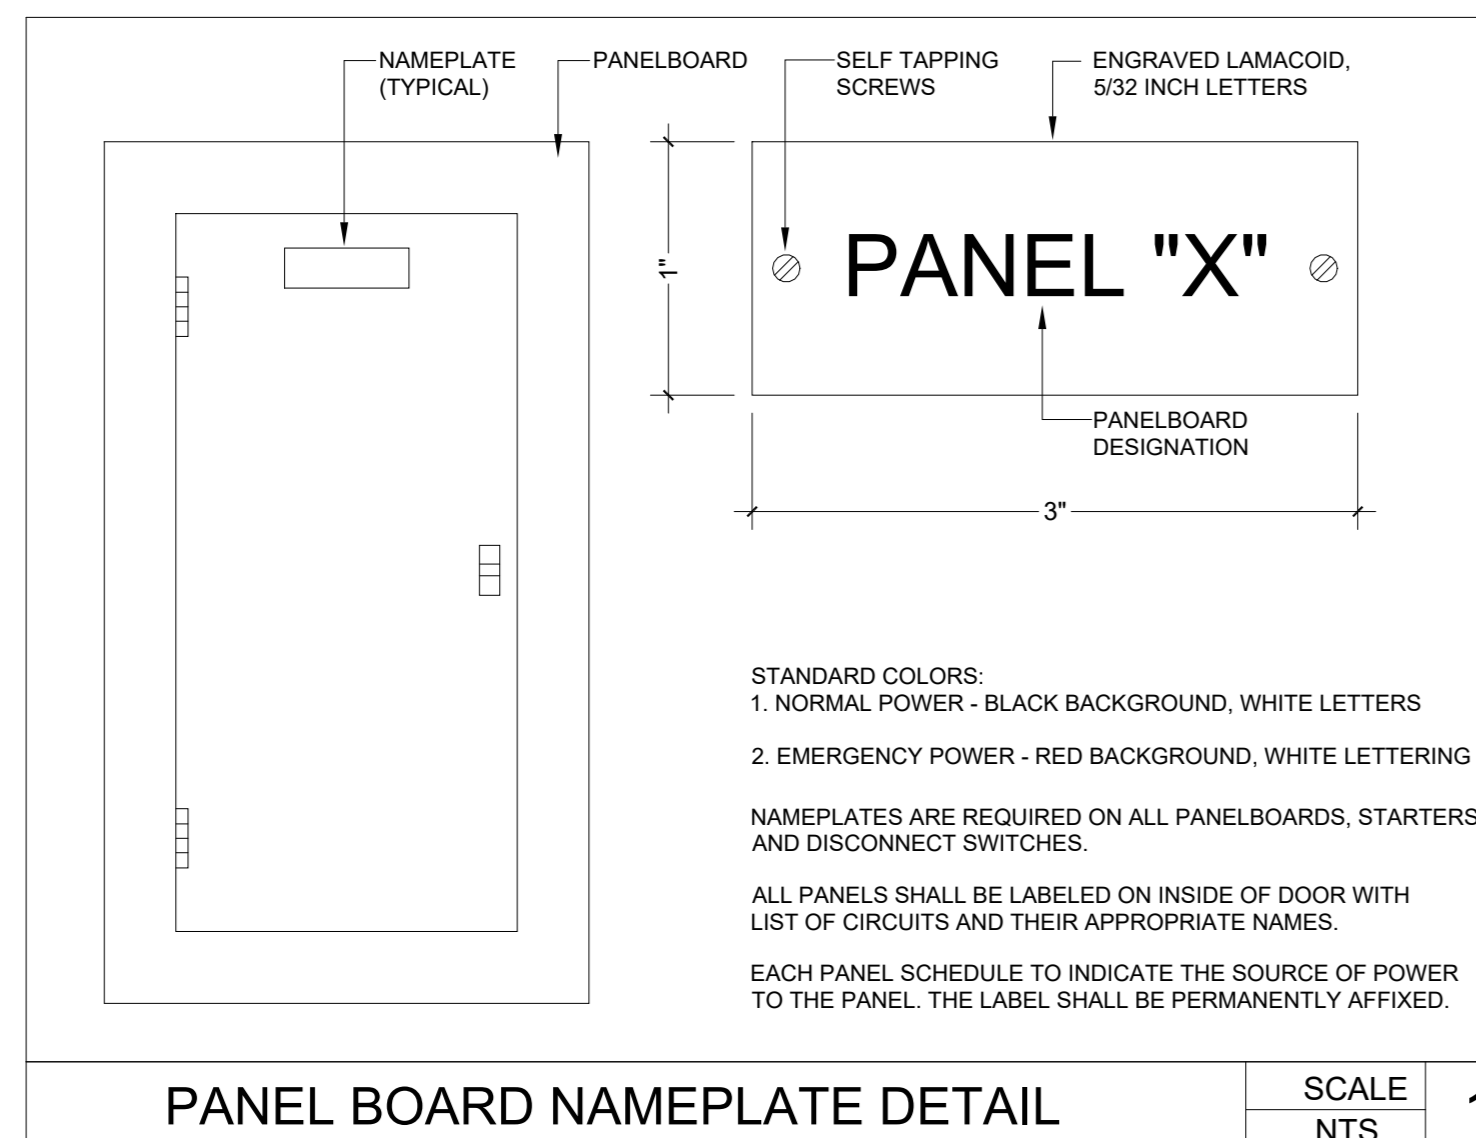 NAMEPLATE
(TYPICAL)
PANELBOARD
SELF TAPPING
SCREWS
ENGRAVED LAMACOID,
5/32 INCH LETTERS
1"
PANEL "X"
PANELBOARD
DESIGNATION
3"
STANDARD COLORS:
1. NORMAL POWER - BLACK BACKGROUND, WHITE LETTERS
2. EMERGENCY POWER - RED BACKGROUND, WHITE LETTERING
NAMEPLATES ARE REQUIRED ON ALL PANELBOARDS, STARTERS
AND DISCONNECT SWITCHES.
ALL PANELS SHALL BE LABELED ON INSIDE OF DOOR WITH
LIST OF CIRCUITS AND THEIR APPROPRIATE NAMES.
EACH PANEL SCHEDULE TO INDICATE THE SOURCE OF POWER
TO THE PANEL. THE LABEL SHALL BE PERMANENTLY AFFIXED.
PANEL BOARD NAMEPLATE DETAIL
SCALE
NTS